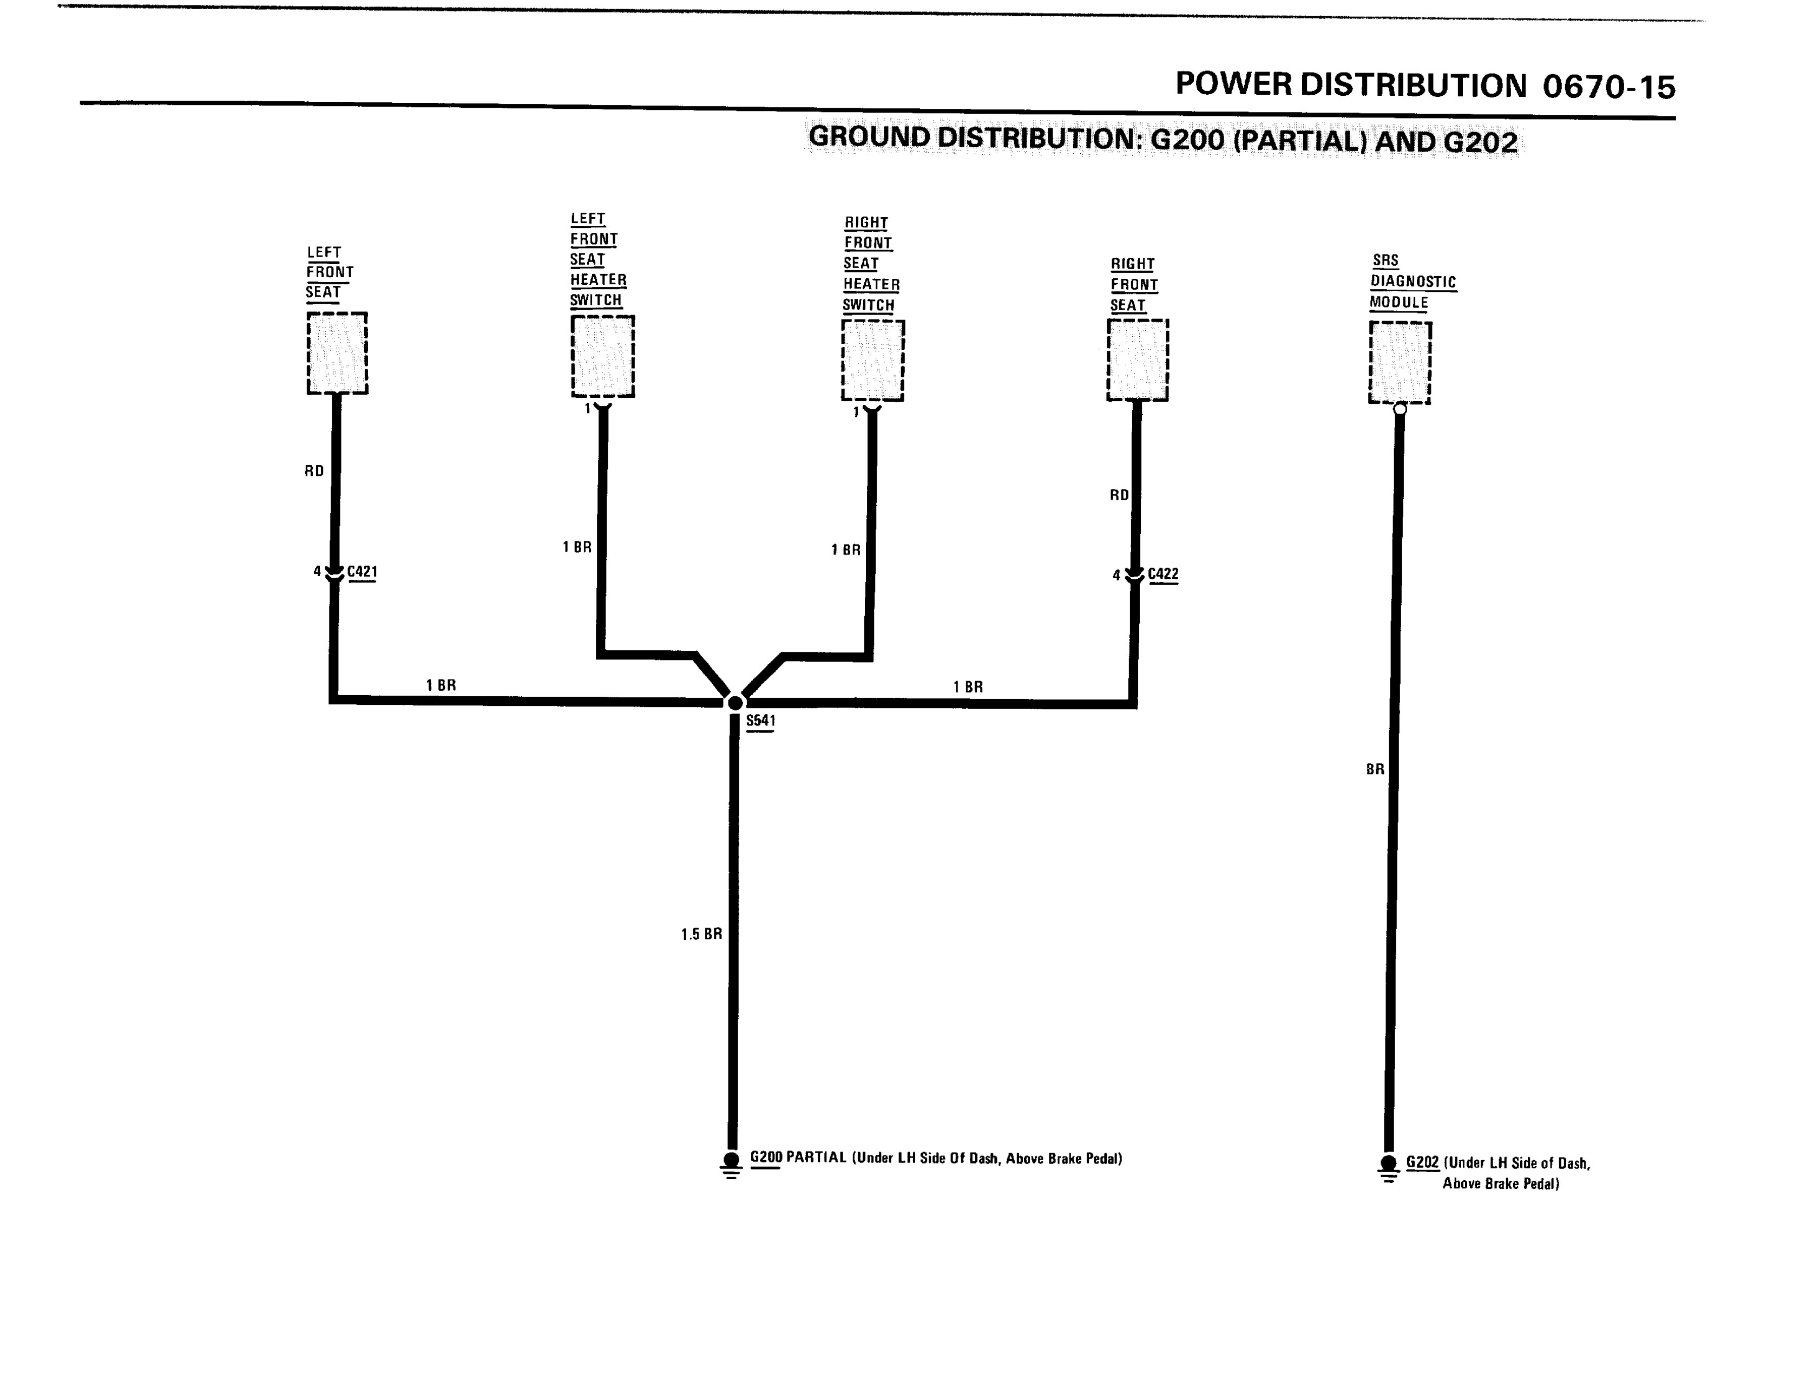 POWER DISTRIBUTION 0670-15
GROUND DISTRIBUTION: G200 (PARTIAL) AND G202
LEFT
FRONT
SEAT
LEFT
FRONT
SEAT
HEATER
SWITCH
RIGHT
FRONT
SEAT
HEATER
SWITCH
RIGHT
FRONT
SEAT
SRS
DIAGNOSTIC
MODULE
1
1
RD
RD
1 BR
1 BR
4 C421
4 C422
1 BR
1 BR
S541
BR
1.5 BR
G200 PARTIAL (Under LH Side Of Dash, Above Brake Pedal)
G202 (Under LH Side of Dash,
Above Brake Pedal)